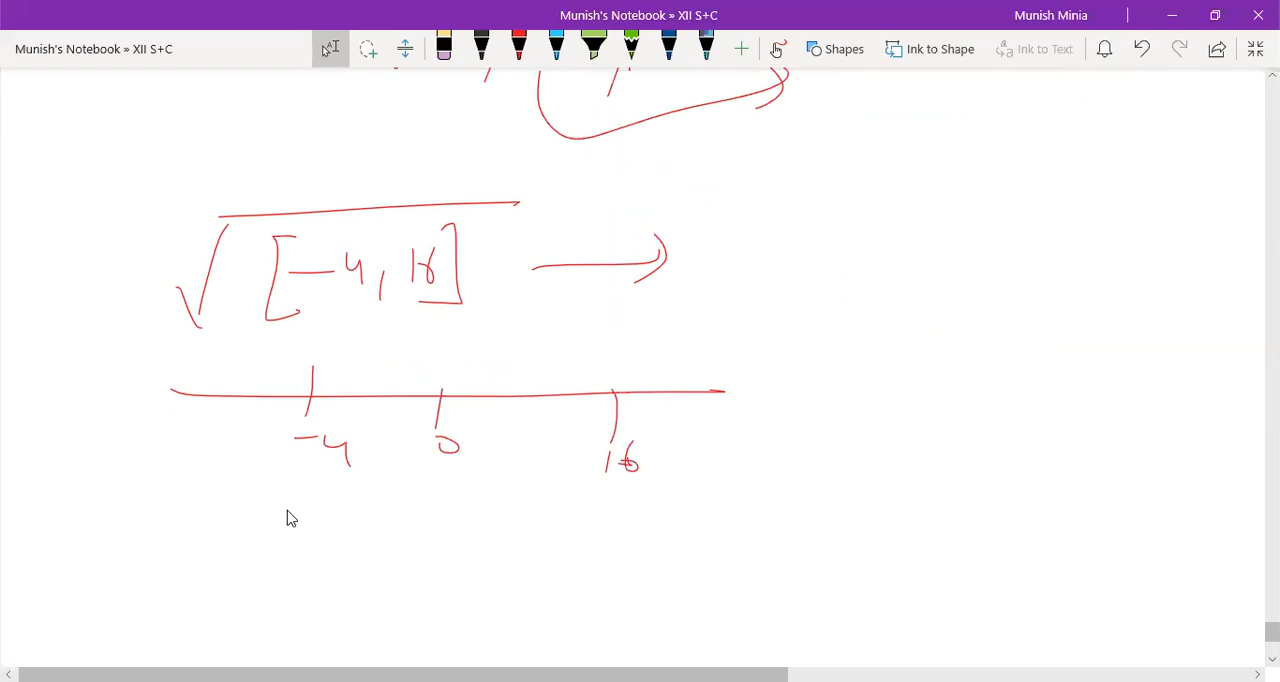 Munish's Notebook » XII S+C
Munish Minia
Munish's Notebook » XII S+C
Shapes
Ink to Shape
Ink to Text
√[-4, 16] →
-4 0 16